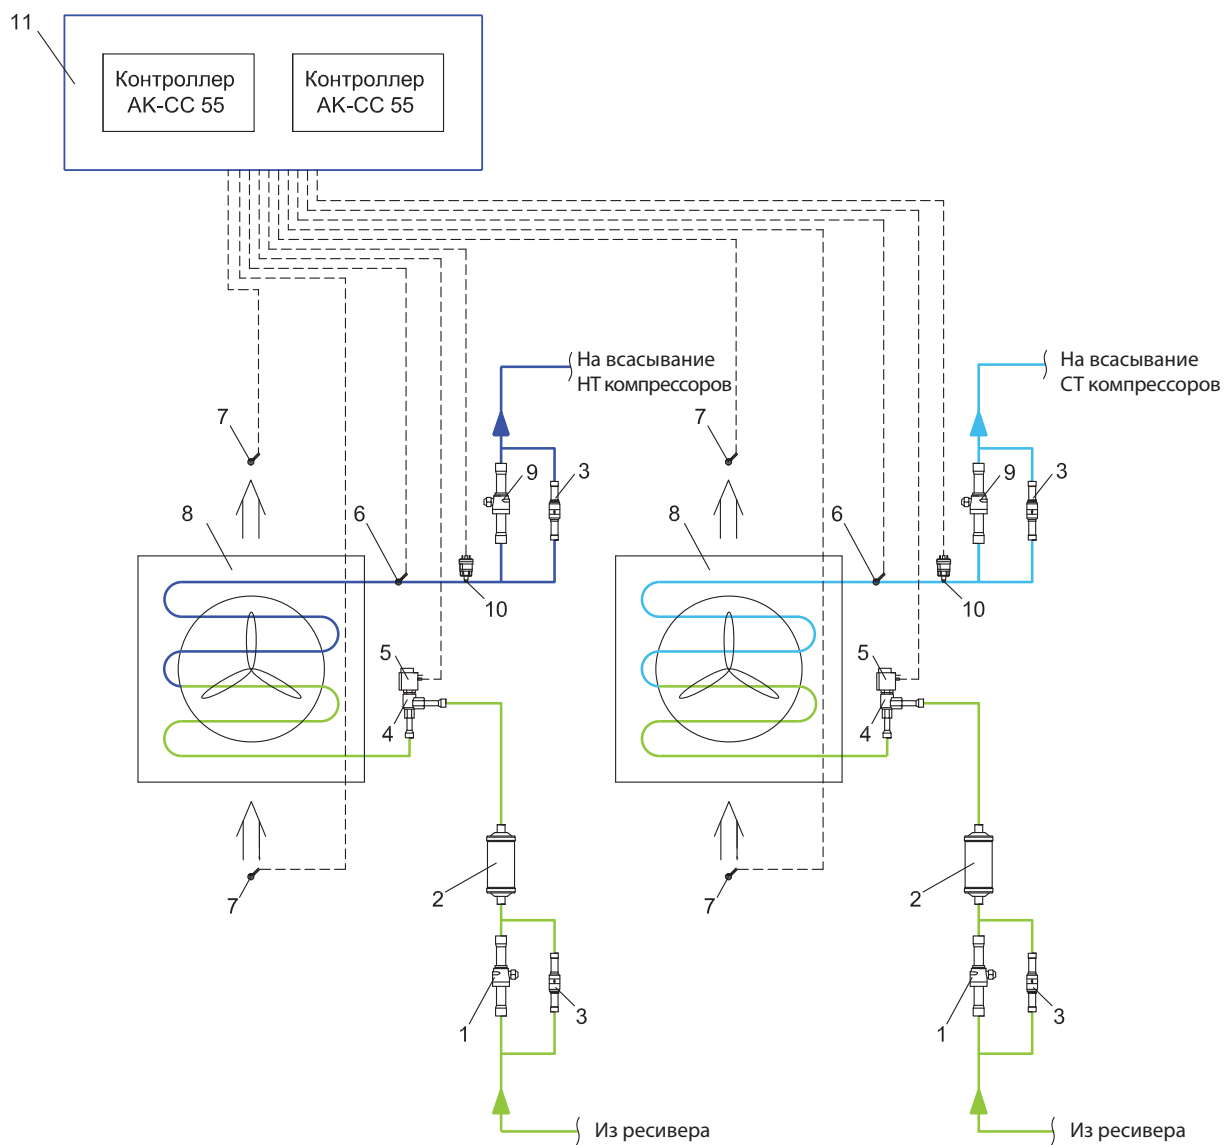 11
Контроллер
АК-СС 55
Контроллер
АК-СС 55
На всасывание
НТ компрессоров
На всасывание
СТ компрессоров
7
9
3
7
9
3
8
6
8
6
10
10
5
5
4
4
2
2
7
7
1
3
1
3
Из ресивера
Из ресивера